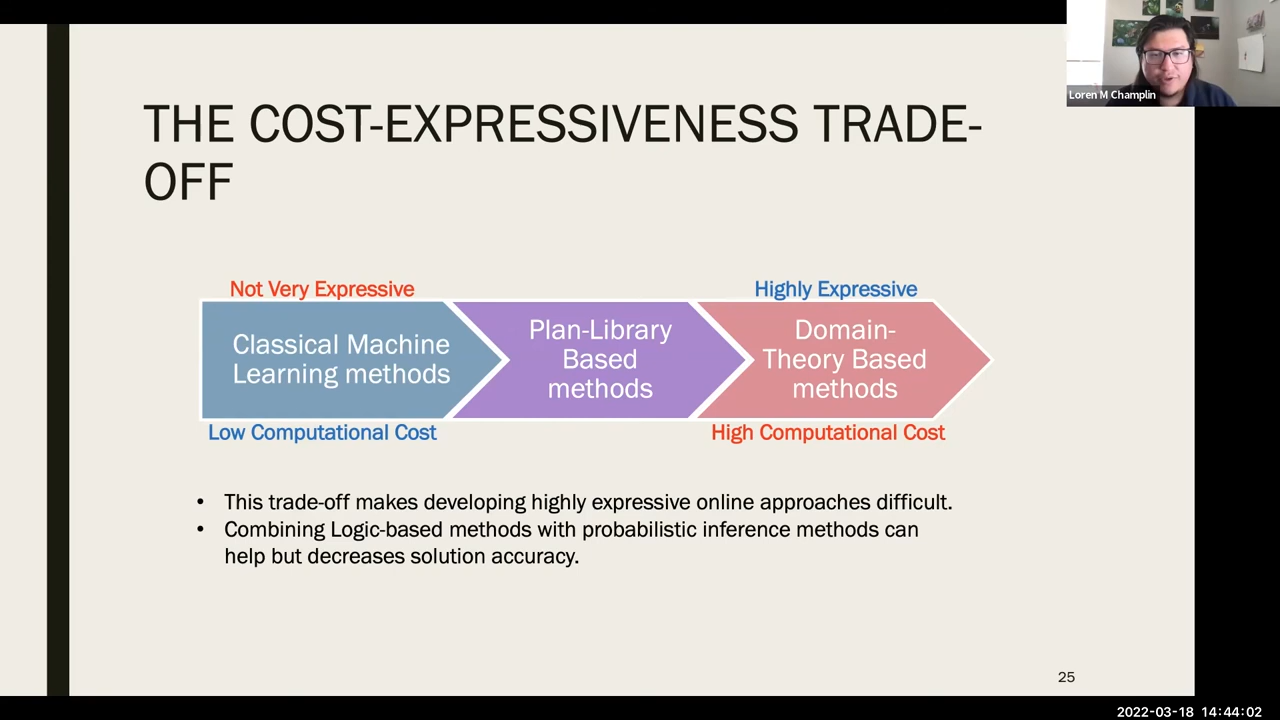 Loren M Champlin
THE COST-EXPRESSIVENESS TRADE-
OFF
Not Very Expressive
Highly Expressive
Classical Machine
Learning methods
Plan-Library
Based
methods
Domain-
Theory Based
methods
Low Computational Cost
High Computational Cost
• This trade-off makes developing highly expressive online approaches difficult.
• Combining Logic-based methods with probabilistic inference methods can
help but decreases solution accuracy.
25
2022-03-18 14:44:02